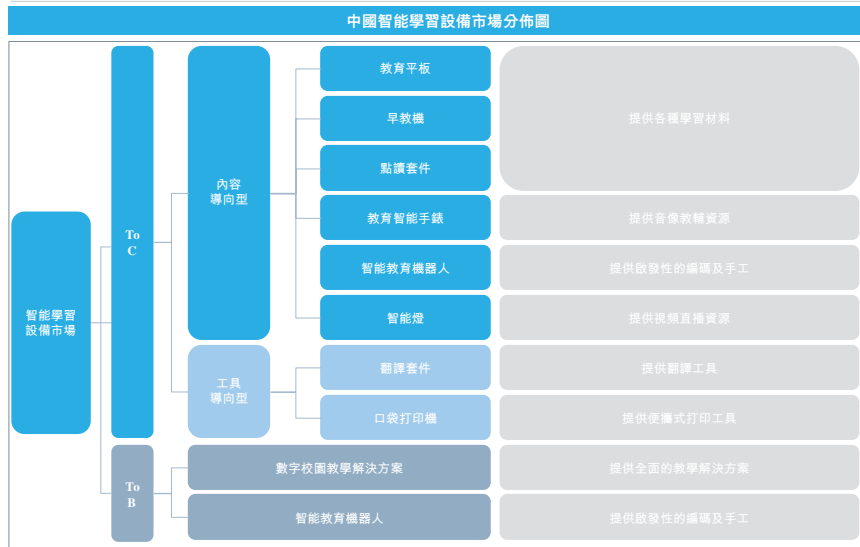 中國智能學習設備市場分佈圖
智能學習
設備市場
To
C
內容
導向型
教育平板
早教機
點讀套件
提供各種學習材料
教育智能手錶
提供音像教輔資源
智能教育機器人
提供啟發性的編碼及手工
智能燈
提供視頻直播資源
工具
導向型
翻譯套件
提供翻譯工具
口袋打印機
提供便攜式打印工具
To
B
數字校園教學解決方案
提供全面的教學解決方案
智能教育機器人
提供啟發性的編碼及手工